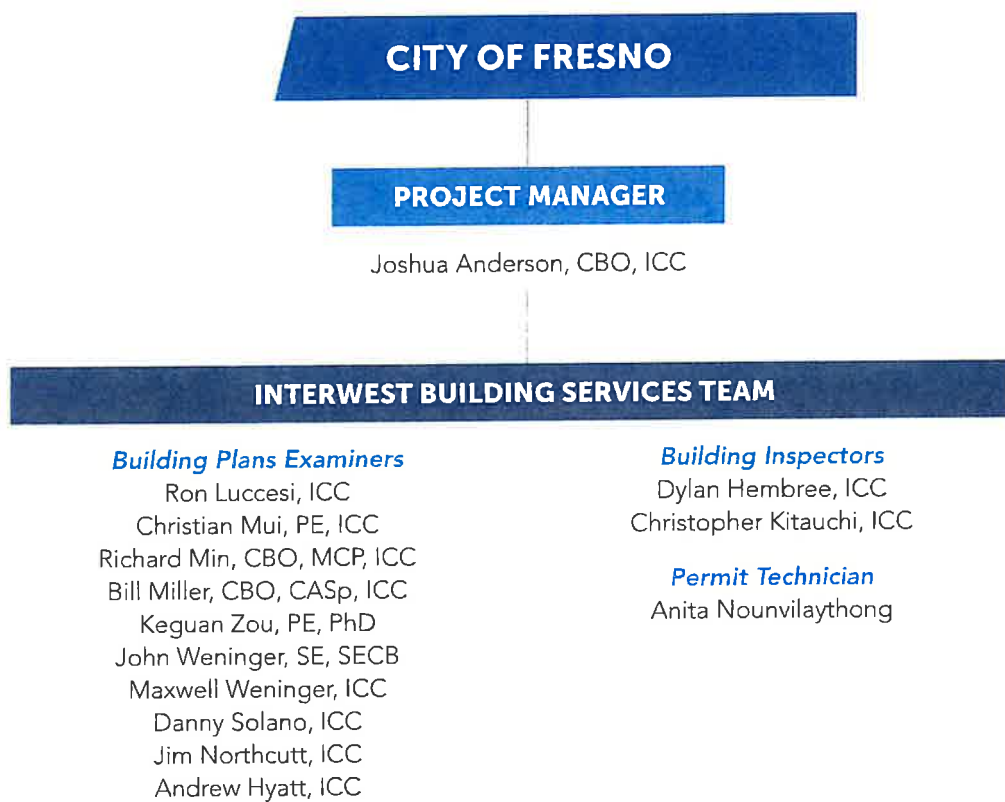 CITY OF FRESNO
PROJECT MANAGER
Joshua Anderson, CBO, ICC
INTERWEST BUILDING SERVICES TEAM
Building Plans Examiners
Ron Luccesi, ICC
Christian Mui, PE, ICC
Richard Min, CBO, MCP, ICC
Bill Miller, CBO, CASp, ICC
Keguan Zou, PE, PhD
John Weninger, SE, SECB
Maxwell Weninger, ICC
Danny Solano, ICC
Jim Northcutt, ICC
Andrew Hyatt, ICC
Building Inspectors
Dylan Hembree, ICC
Christopher Kitauchi, ICC
Permit Technician
Anita Nounvilaythong